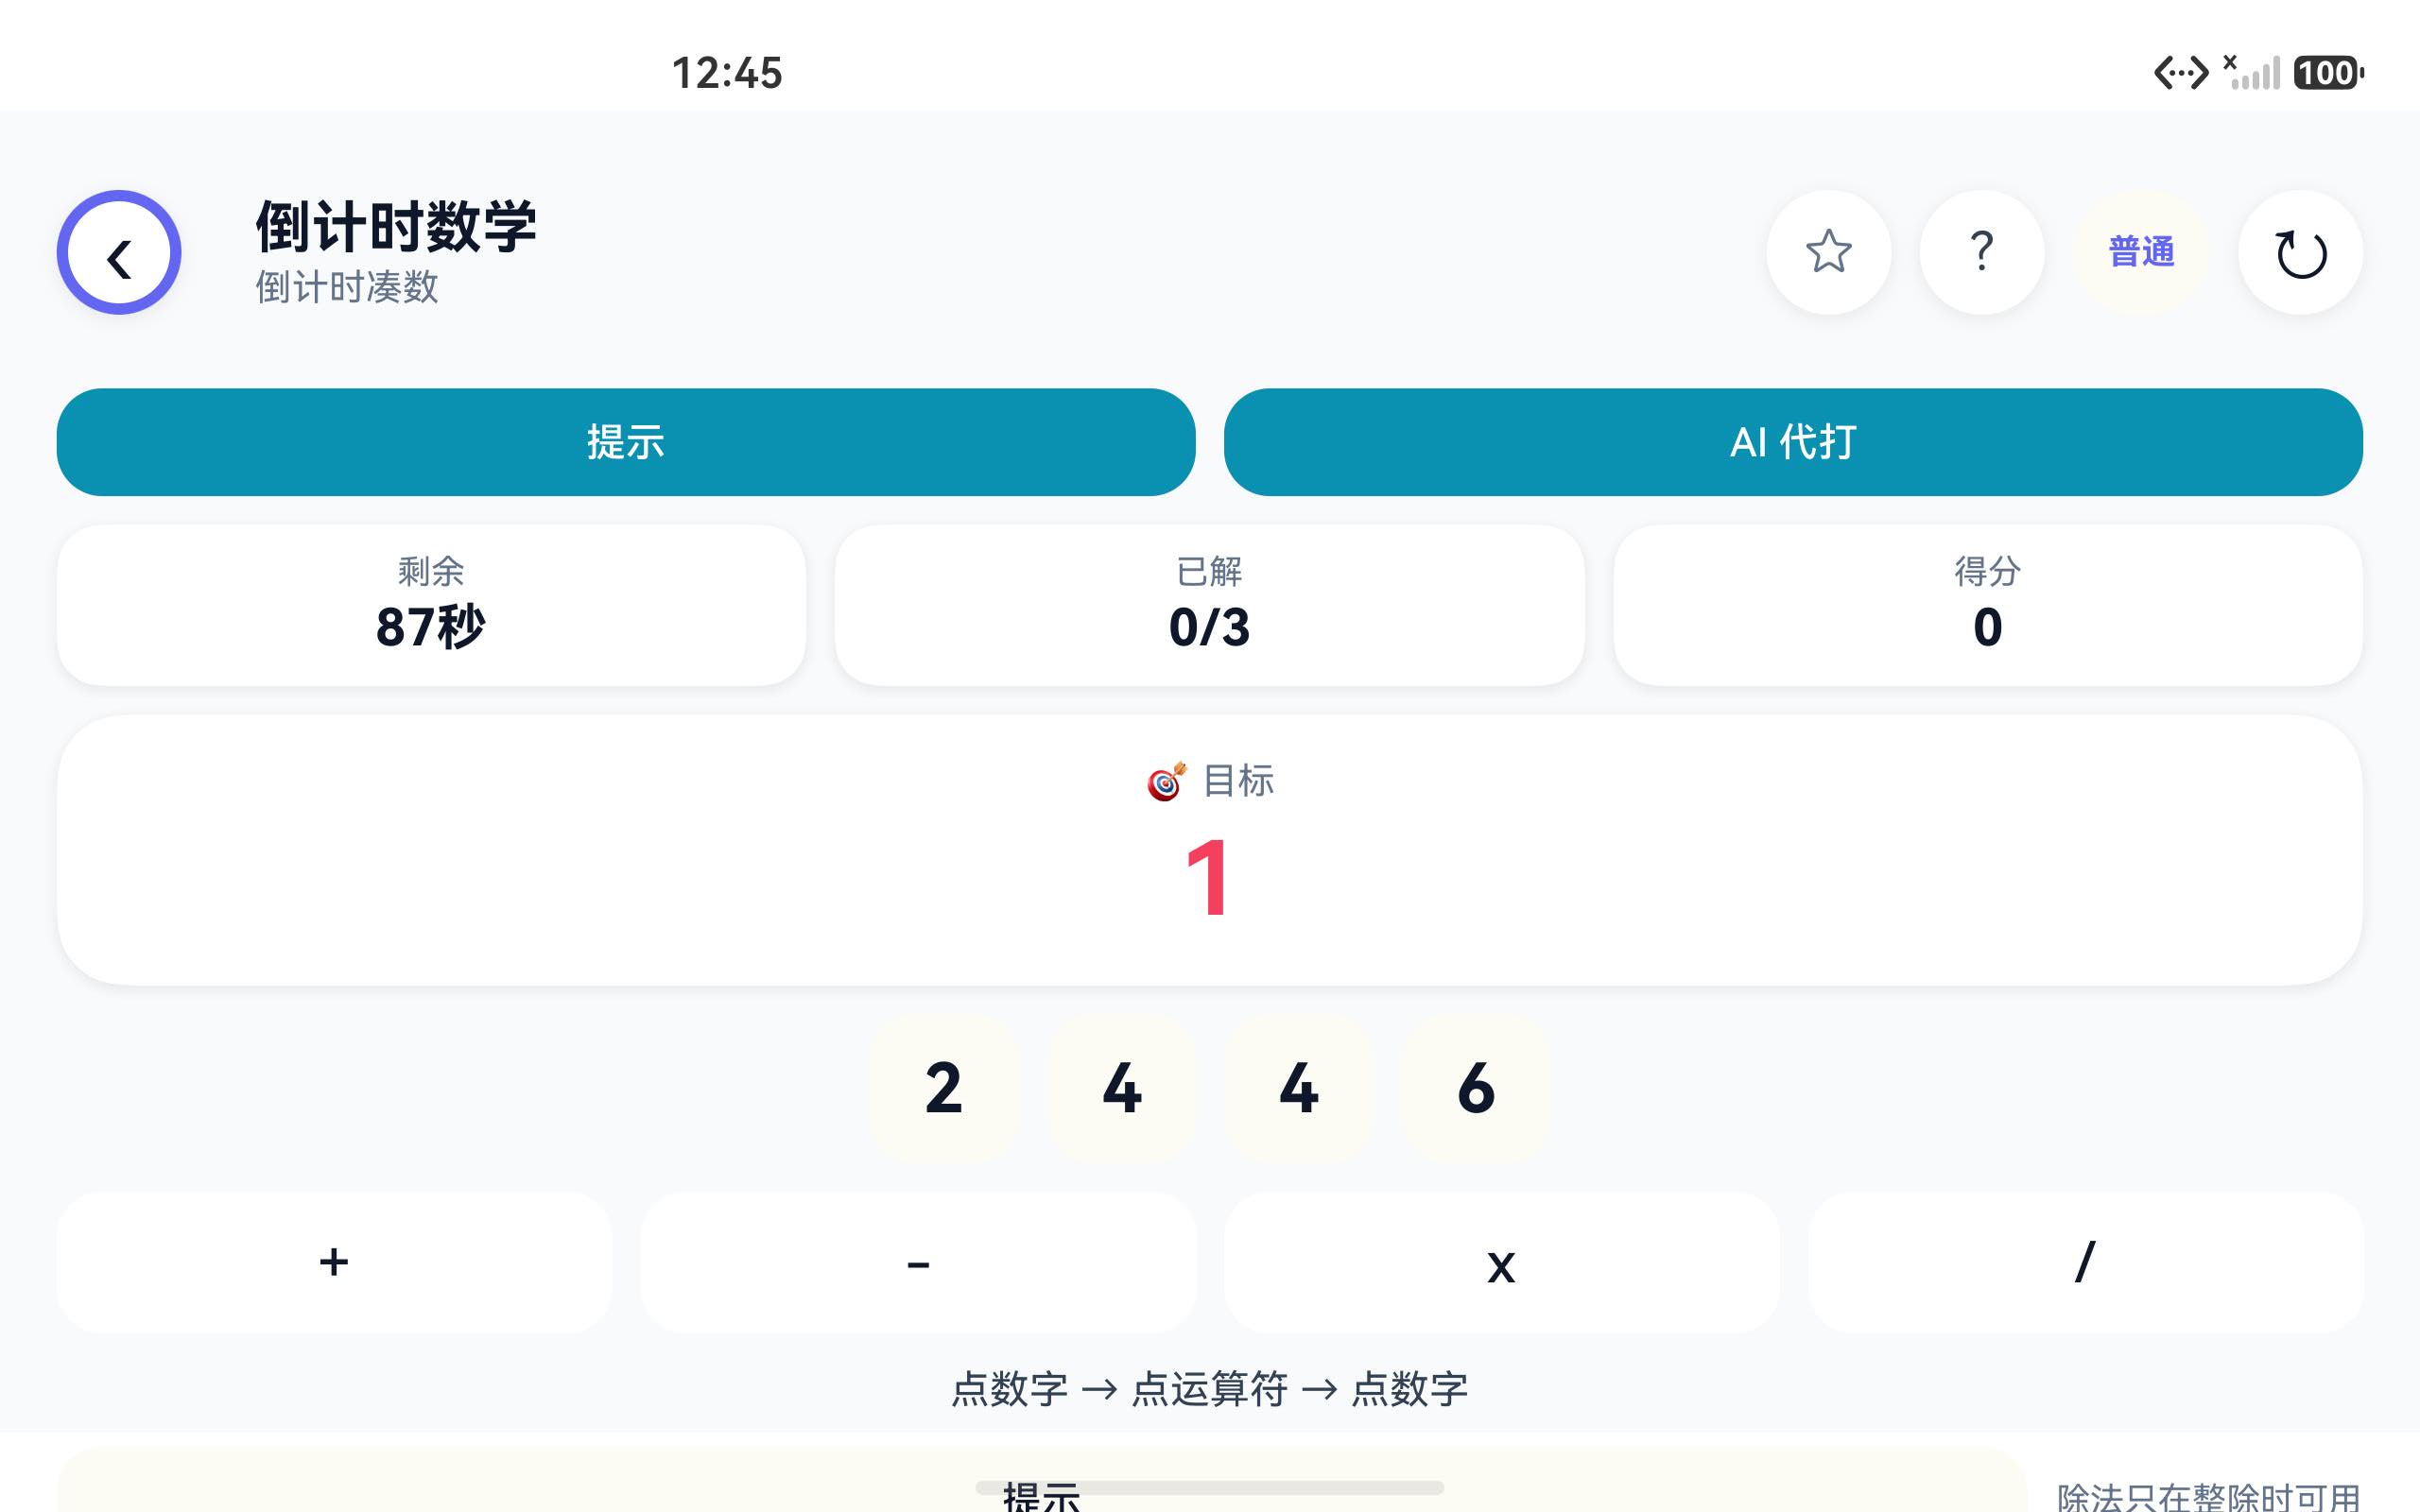 12:45
100
倒计时数学
倒计时凑数
?
普通
提示
AI 代打
剩余
87秒
已解
0/3
得分
0
目标
1
2 4 4 6
+ - x /
点数字 → 点运算符 → 点数字
提示
除法只在整除时可用